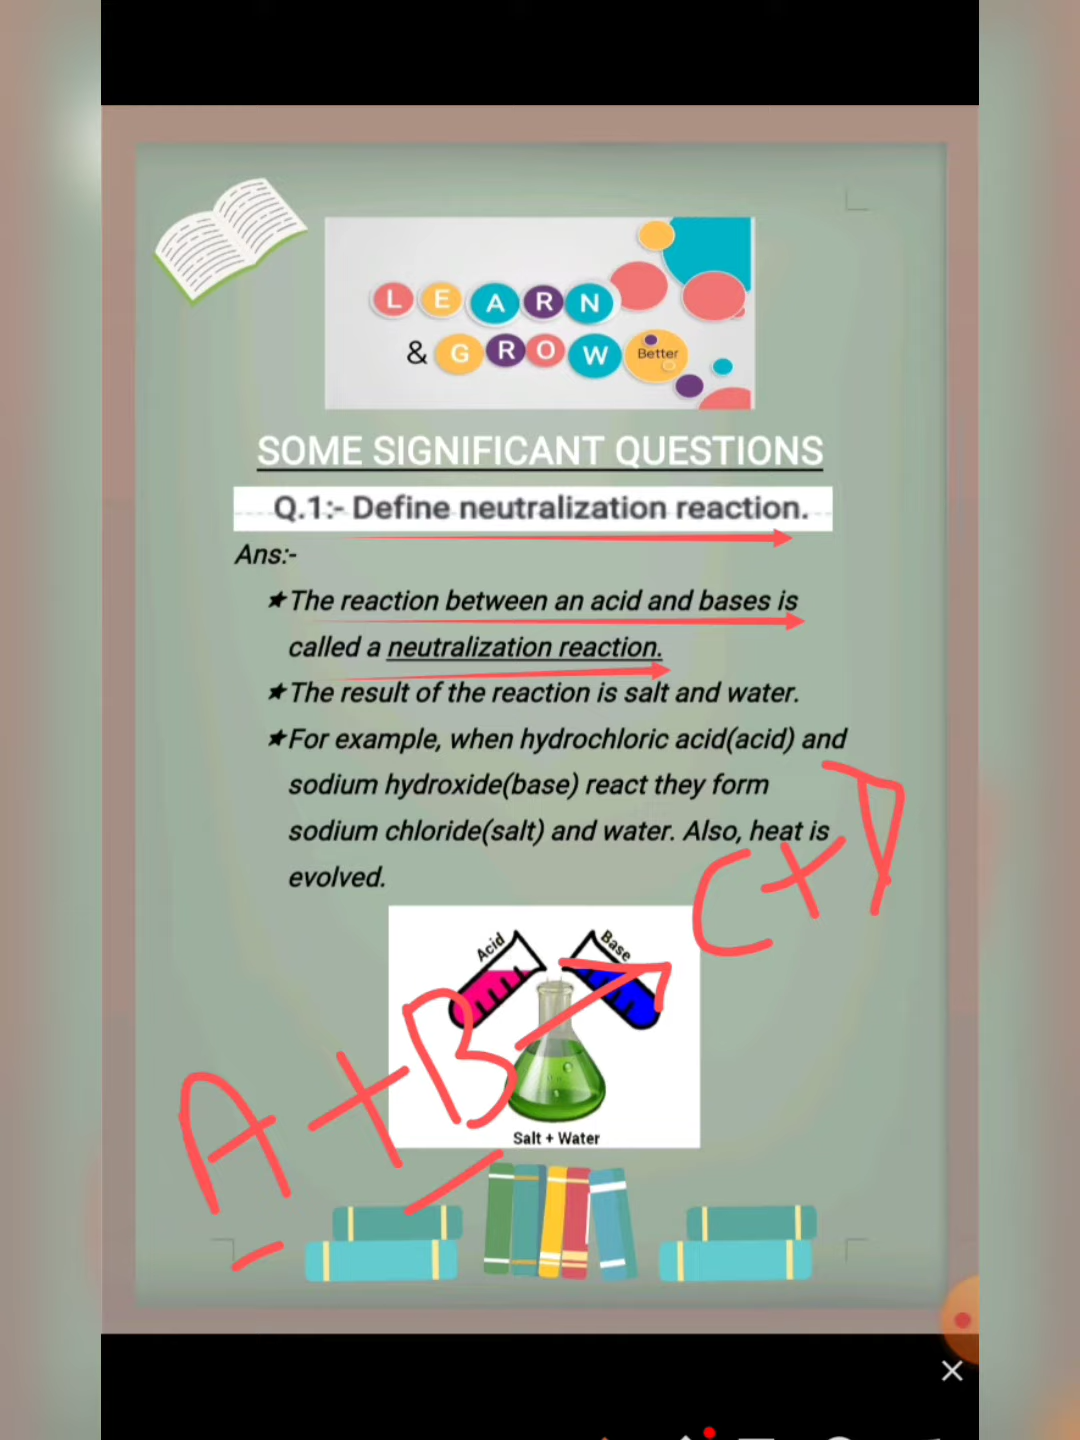 LEARN
& GROW Better
SOME SIGNIFICANT QUESTIONS
Q.1:- Define neutralization reaction.
Ans:-
★The reaction between an acid and bases is
called a neutralization reaction.
★The result of the reaction is salt and water.
★For example, when hydrochloric acid(acid) and
sodium hydroxide(base) react they form
sodium chloride(salt) and water. Also, heat is
evolved.
Acid Base
Salt + Water
A+B→C+D